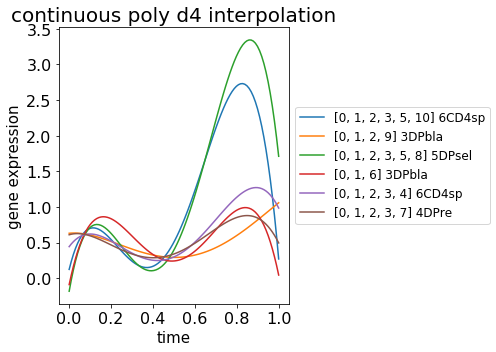 continuous poly d4 interpolation
gene expression
3.5
3.0
2.5
2.0
1.5
1.0
0.5
0.0
0.0 0.2 0.4 0.6 0.8 1.0
time
[0, 1, 2, 3, 5, 10] 6CD4sp
[0, 1, 2, 9] 3DPbla
[0, 1, 2, 3, 5, 8] 5DPsel
[0, 1, 6] 3DPbla
[0, 1, 2, 3, 4] 6CD4sp
[0, 1, 2, 3, 7] 4DPre